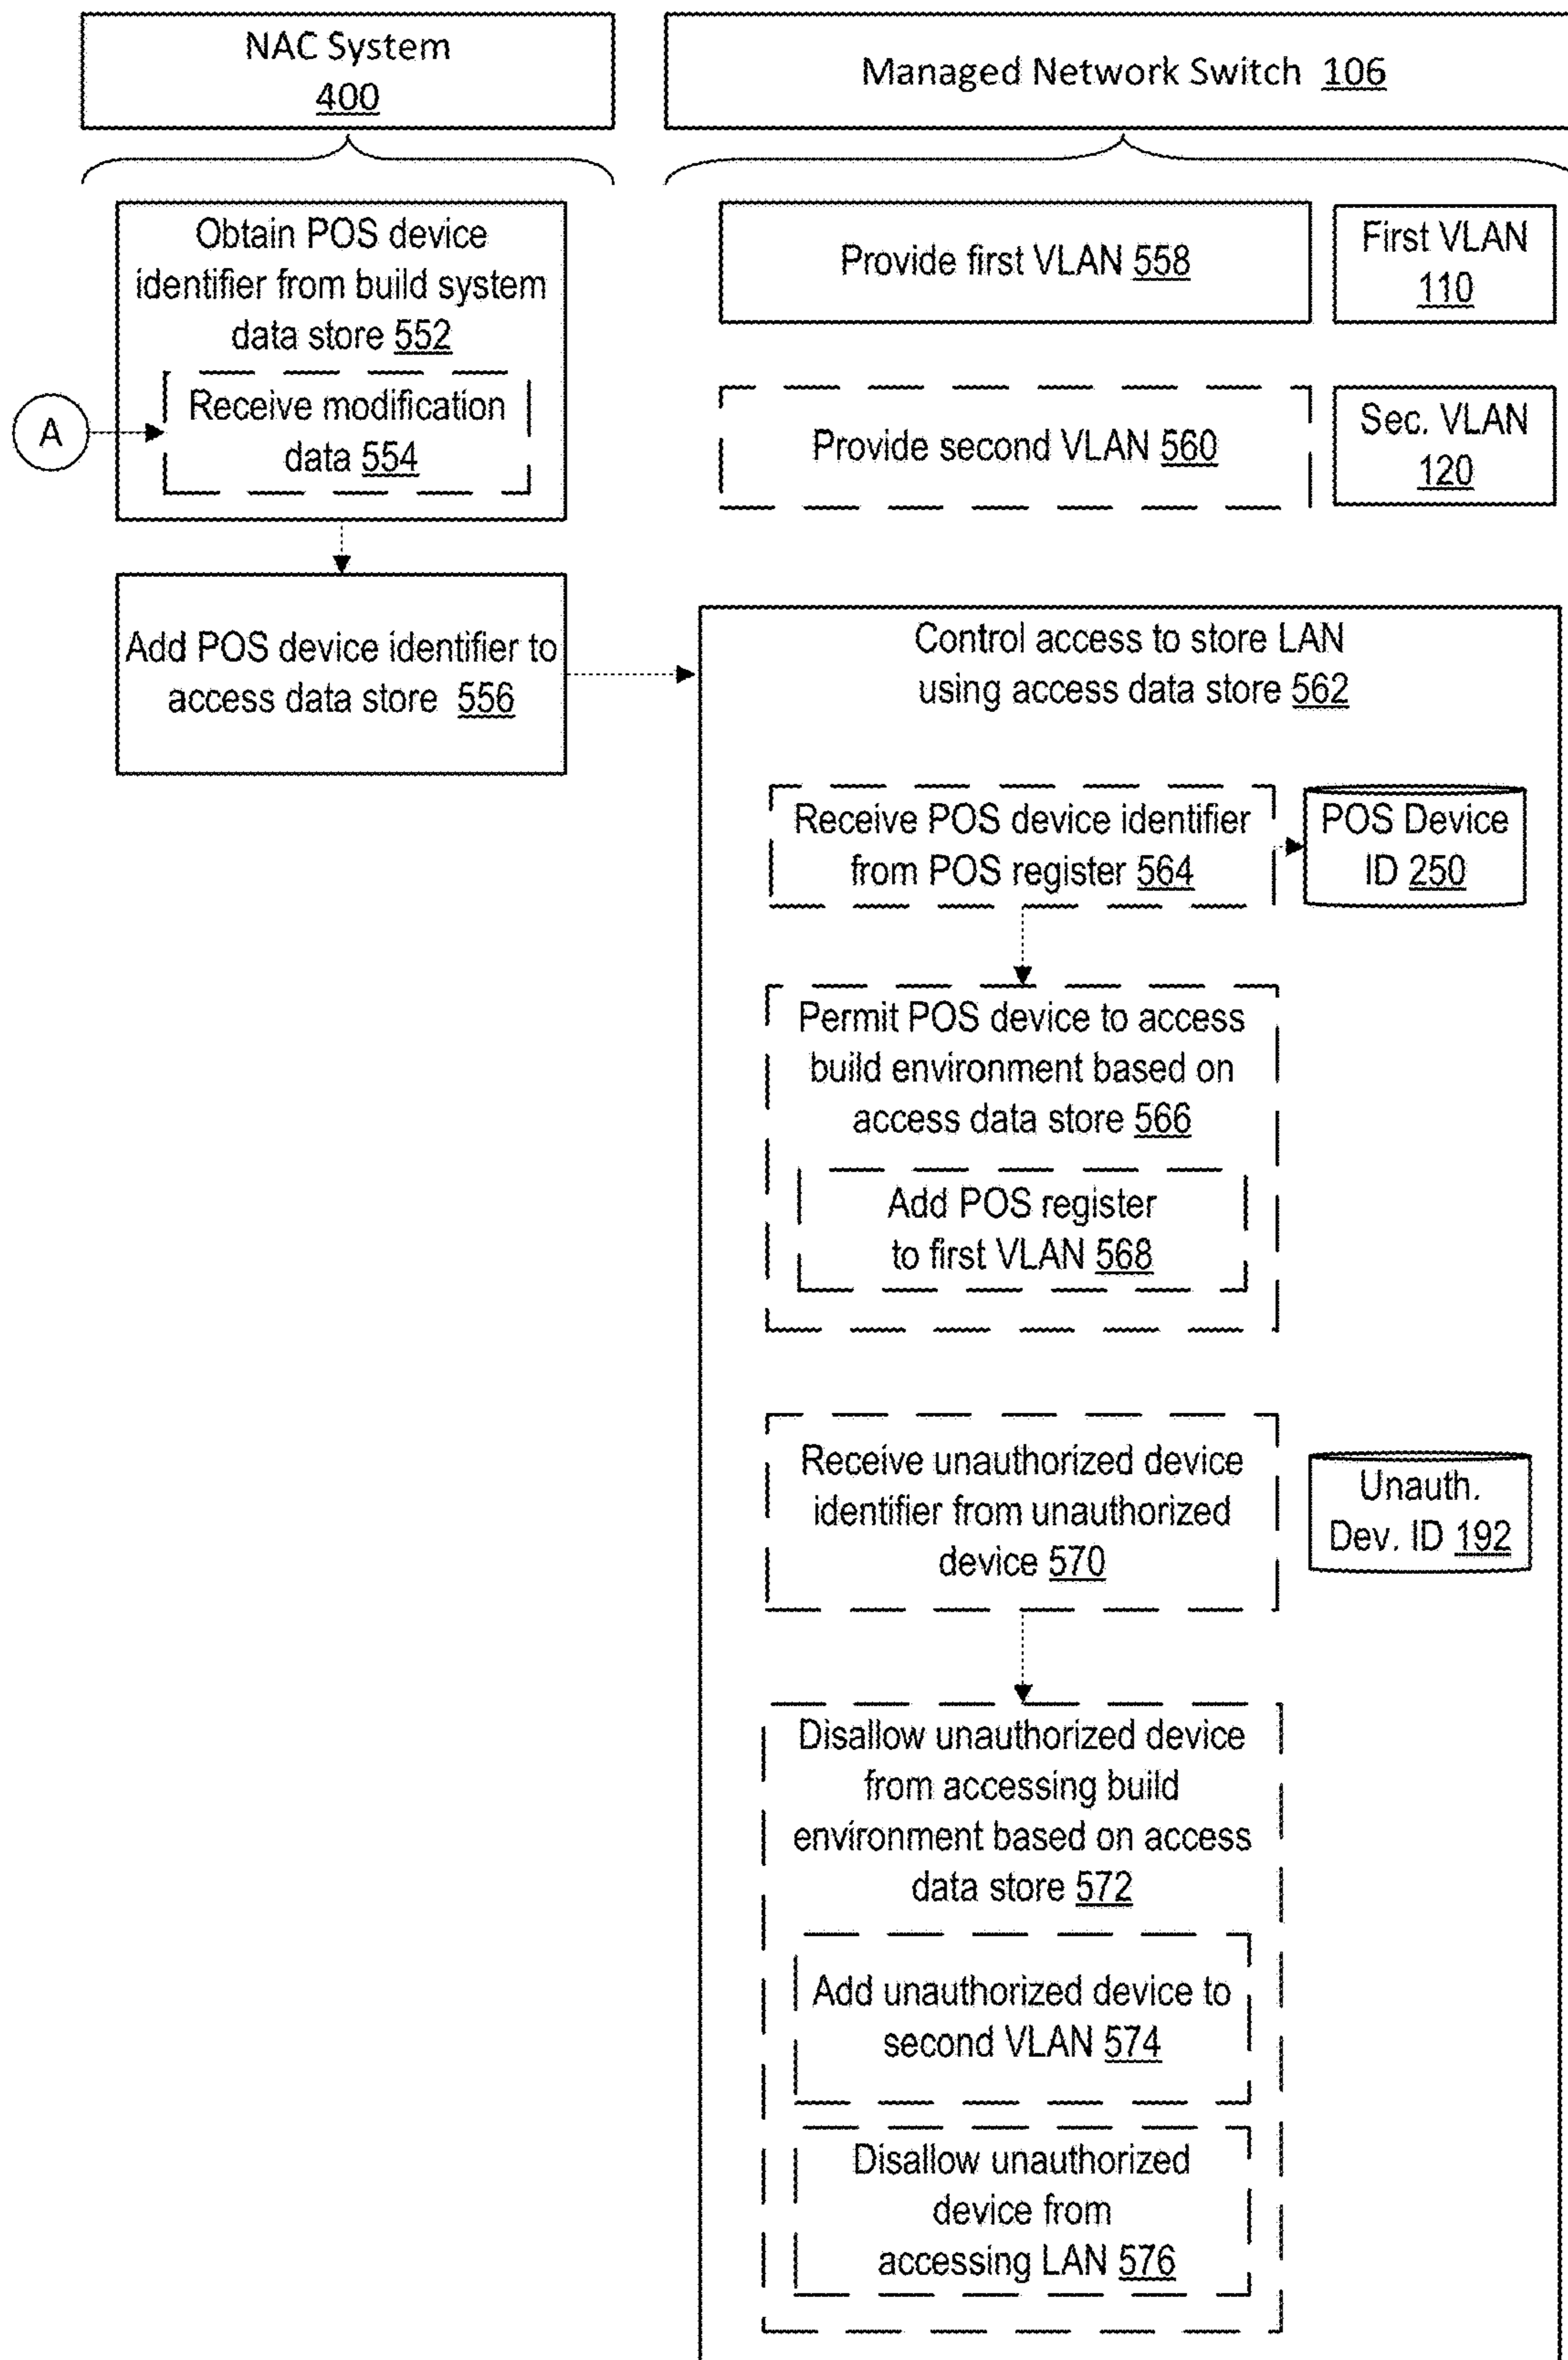 NAC System
400
Managed Network Switch 106
Obtain POS device
identifier from build system
data store 552
Receive modification
data 554
A
Add POS device identifier to
access data store 556
Provide first VLAN 558
First VLAN
110
Provide second VLAN 560
Sec. VLAN
120
Control access to store LAN
using access data store 562
Receive POS device identifier
from POS register 564
POS Device
ID 250
Permit POS device to access
build environment based on
access data store 566
Add POS register
to first VLAN 568
Receive unauthorized device
identifier from unauthorized
device 570
Unauth.
Dev. ID 192
Disallow unauthorized device
from accessing build
environment based on access
data store 572
Add unauthorized device to
second VLAN 574
Disallow unauthorized
device from
accessing LAN 576